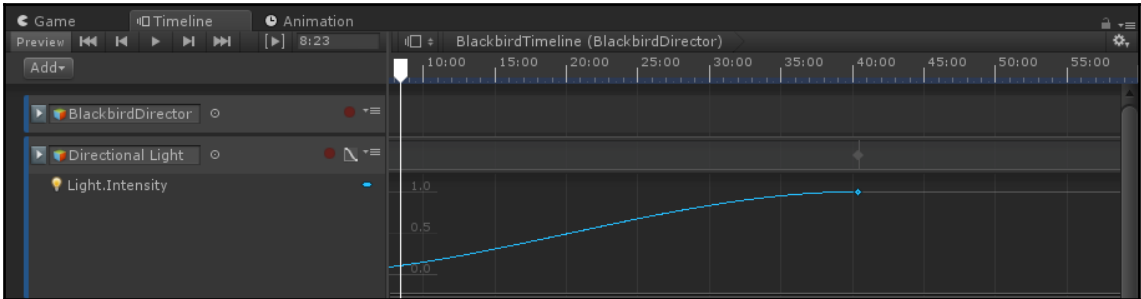 Game Timeline Animation
Preview 8:23 BlackbirdTimeline (BlackbirdDirector)
Add
10:00 15:00 20:00 25:00 30:00 35:00 40:00 45:00 50:00 55:00
BlackbirdDirector
Directional Light
Light.Intensity
1.0
0.5
0.0